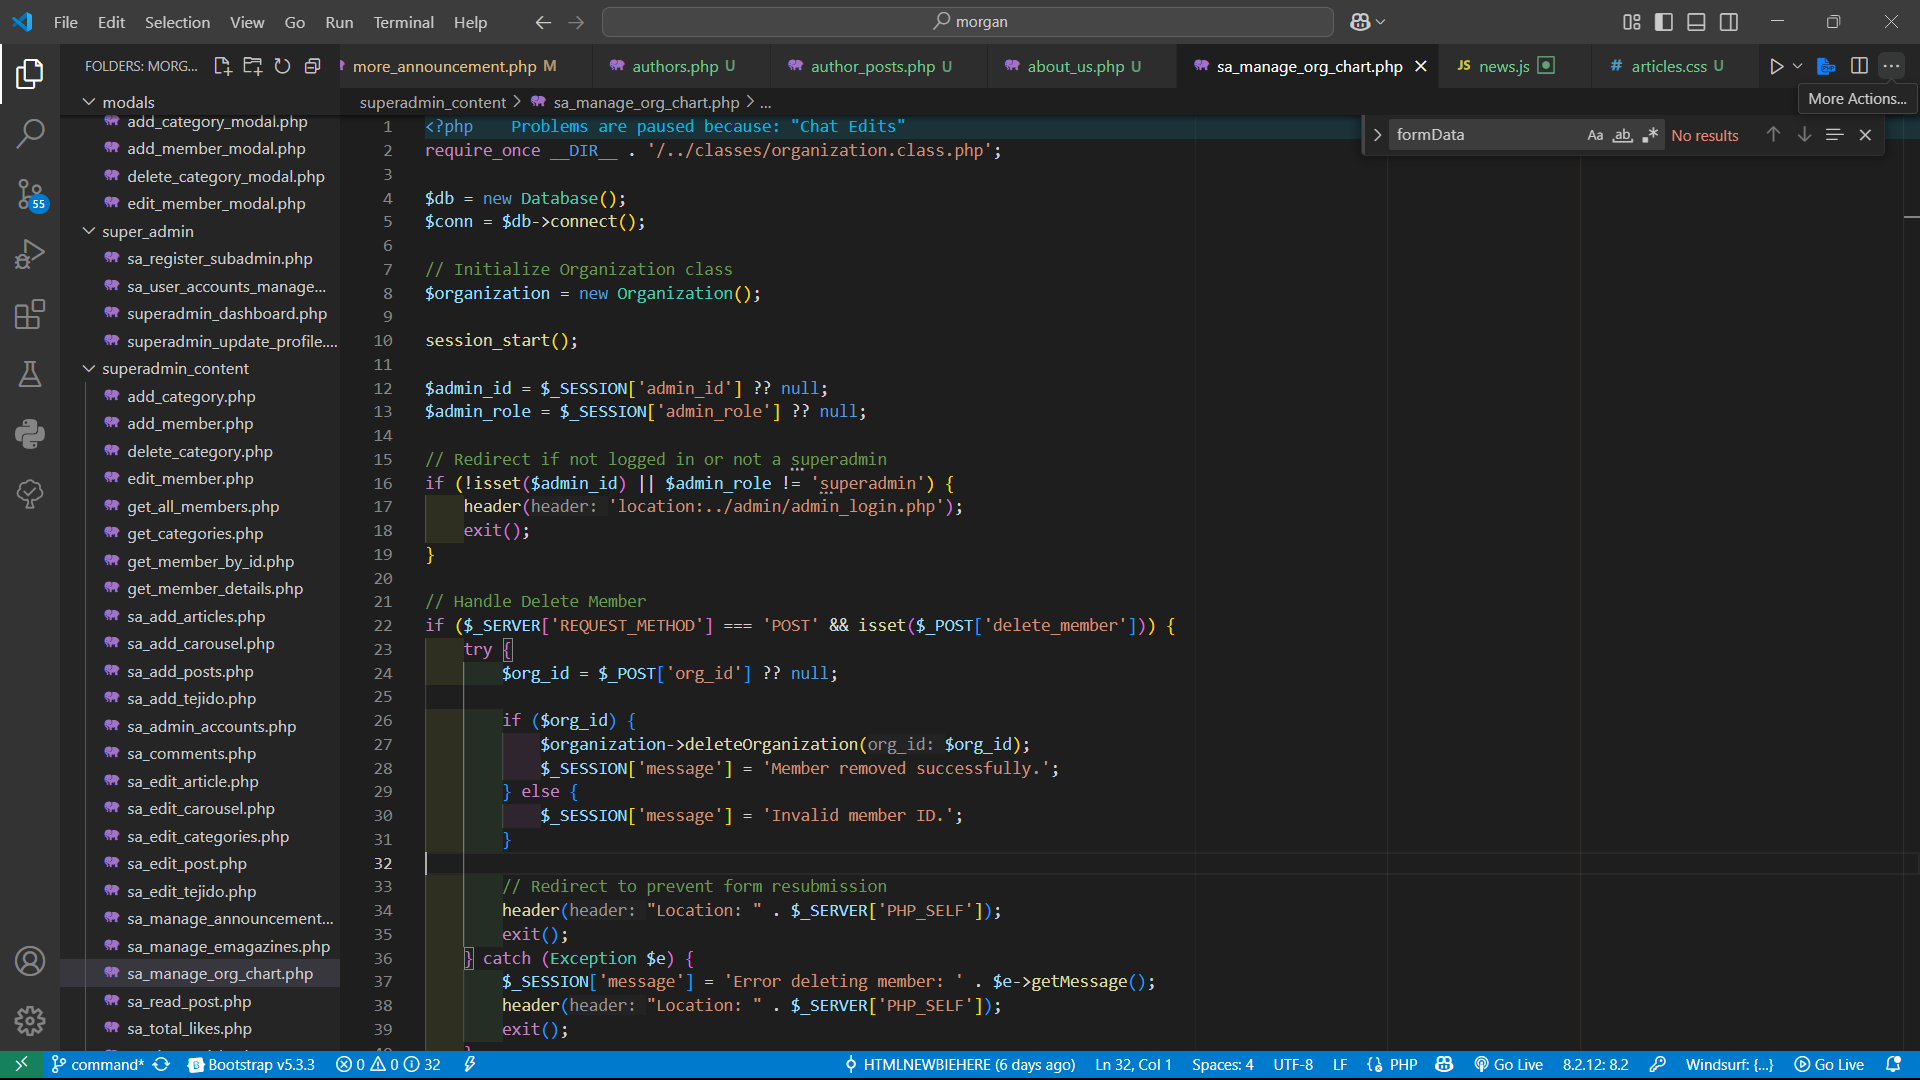 File Edit Selection View Go Run Terminal Help
morgan
FOLDERS: MORG...
more_announcement.php M
authors.php U
author_posts.php U
about_us.php U
sa_manage_org_chart.php
JS news.js
# articles.css U
More Actions...
superadmin_content > sa_manage_org_chart.php > ...
formData
Aa ab .* No results
modals
add_category_modal.php
add_member_modal.php
delete_category_modal.php
edit_member_modal.php
super_admin
sa_register_subadmin.php
sa_user_accounts_manage...
superadmin_dashboard.php
superadmin_update_profile....
superadmin_content
add_category.php
add_member.php
delete_category.php
edit_member.php
get_all_members.php
get_categories.php
get_member_by_id.php
get_member_details.php
sa_add_articles.php
sa_add_carousel.php
sa_add_posts.php
sa_add_tejido.php
sa_admin_accounts.php
sa_comments.php
sa_edit_article.php
sa_edit_carousel.php
sa_edit_categories.php
sa_edit_post.php
sa_edit_tejido.php
sa_manage_announcement...
sa_manage_emagazines.php
sa_manage_org_chart.php
sa_read_post.php
sa_total_likes.php
55
1 <?php Problems are paused because: "Chat Edits"
2 require_once __DIR__ . '/../classes/organization.class.php';
3
4 $db = new Database();
5 $conn = $db->connect();
6
7 // Initialize Organization class
8 $organization = new Organization();
9
10 session_start();
11
12 $admin_id = $_SESSION['admin_id'] ?? null;
13 $admin_role = $_SESSION['admin_role'] ?? null;
14
15 // Redirect if not logged in or not a superadmin
16 if (!isset($admin_id) || $admin_role != 'superadmin') {
17 header(header: 'location:../admin/admin_login.php');
18 exit();
19 }
20
21 // Handle Delete Member
22 if ($_SERVER['REQUEST_METHOD'] === 'POST' && isset($_POST['delete_member'])) {
23 try {
24 $org_id = $_POST['org_id'] ?? null;
25
26 if ($org_id) {
27 $organization->deleteOrganization(org_id: $org_id);
28 $_SESSION['message'] = 'Member removed successfully.';
29 } else {
30 $_SESSION['message'] = 'Invalid member ID.';
31 }
32
33 // Redirect to prevent form resubmission
34 header(header: "Location: " . $_SERVER['PHP_SELF']);
35 exit();
36 } catch (Exception $e) {
37 $_SESSION['message'] = 'Error deleting member: ' . $e->getMessage();
38 header(header: "Location: " . $_SERVER['PHP_SELF']);
39 exit();
command* Bootstrap v5.3.3 0 0 32 HTMLNEWBIEHERE (6 days ago) Ln 32, Col 1 Spaces: 4 UTF-8 LF {} PHP Go Live 8.2.12: 8.2 Windsurf: {...} Go Live